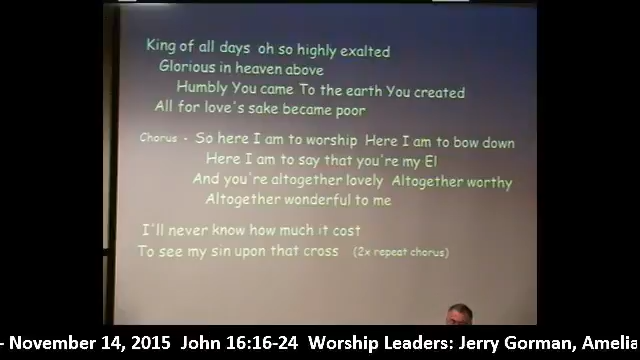 King of all days oh so highly exalted
Glorious in heaven above
Humbly You came To the earth You created
All for love's sake became poor
Chorus - So here I am to worship Here I am to bow down
Here I am to say that you're my El
And you're altogether lovely Altogether worthy
Altogether wonderful to me
I'll never know how much it cost
To see my sin upon that cross (2x repeat chorus)
- November 14, 2015 John 16:16-24 Worship Leaders: Jerry Gorman, Amelia